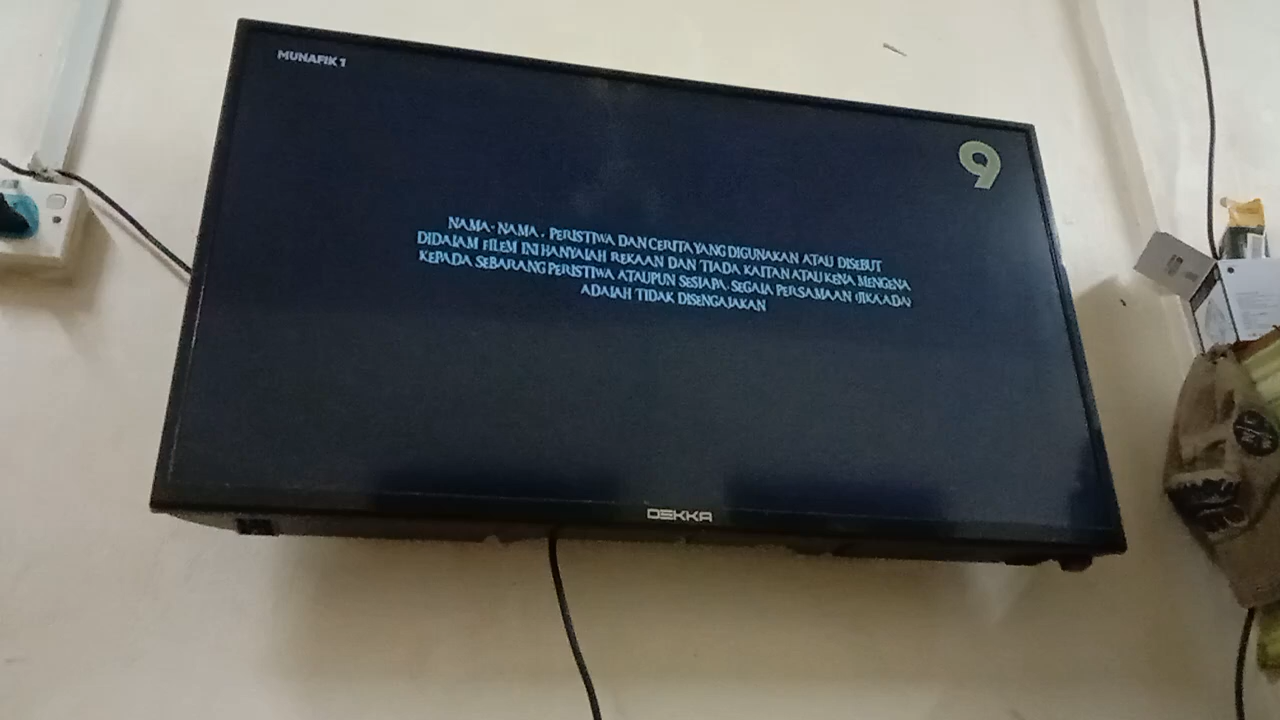 MUNAFIK 1
9
NAMA-NAMA, PERISTIWA DAN CERITA YANG DIGUNAKAN ATAU DISEBUT
DIDALAM FILEM INI HANYALAH REKAAN DAN TIADA KAITAN ATAU KENA MENGENA
KEPADA SEBARANG PERISTIWA ATAUPUN SESIAPA. SEGALA PERSAMAAN (JIKA ADA)
ADALAH TIDAK DISENGAJAKAN
DEKKA